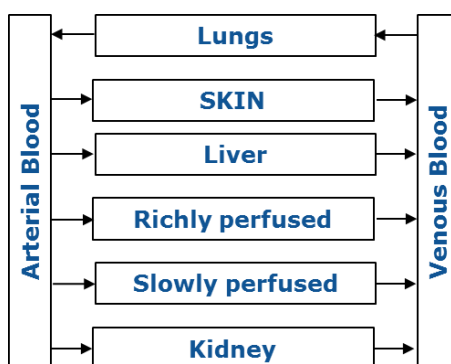 Lungs
SKIN
Liver
Richly perfused
Slowly perfused
Kidney
Arterial Blood
Venous Blood